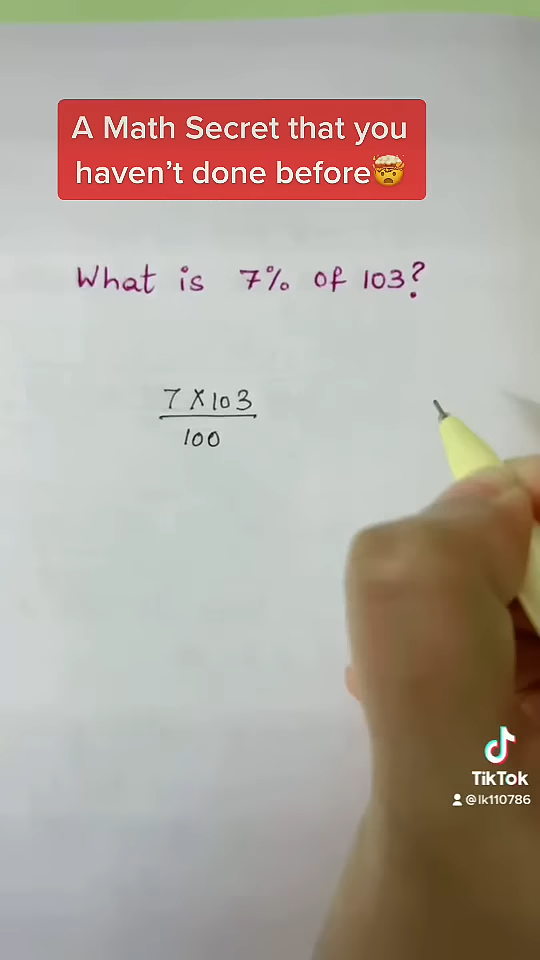 A Math Secret that you
haven't done before🤯
What is 7% of 103?
7 X 103
100
TikTok
@lk110786